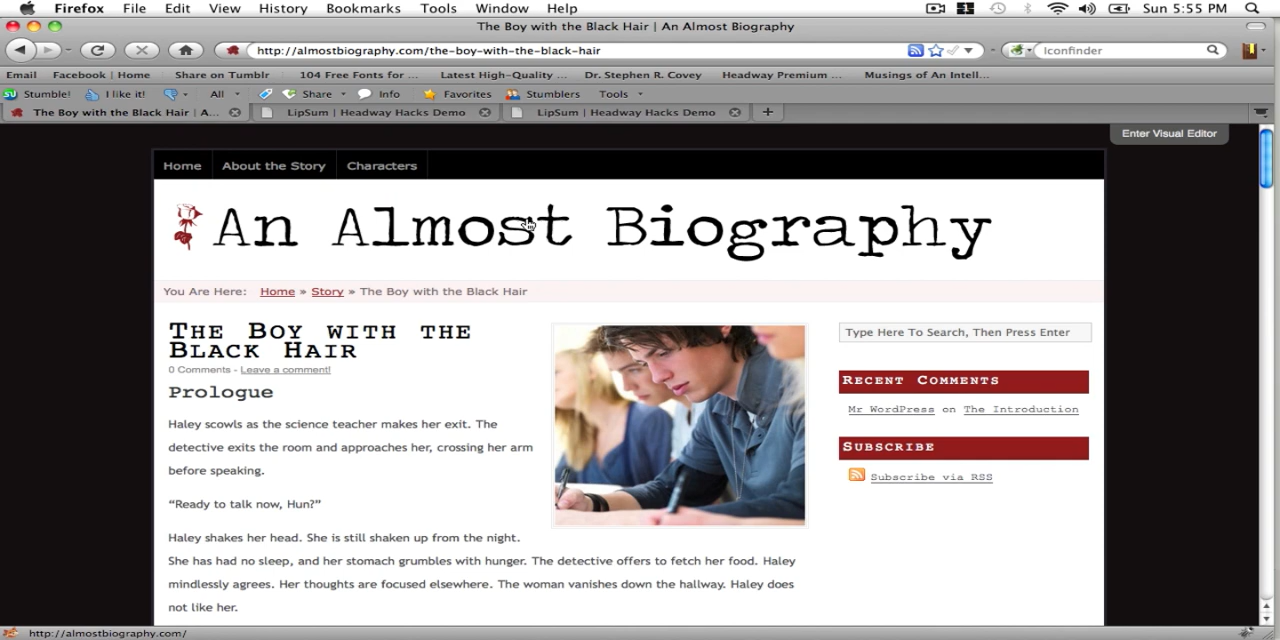 Firefox File Edit View History Bookmarks Tools Window Help Sun 5:55 PM
The Boy with the Black Hair | An Almost Biography
http://almostbiography.com/the-boy-with-the-black-hair Iconfinder
Email Facebook | Home Share on Tumblr 104 Free Fonts for ... Latest High-Quality ... Dr. Stephen R. Covey Headway Premium ... Musings of An Intell...
Stumble! I like it! All Share Info Favorites Stumblers Tools
The Boy with the Black Hair | A... LipSum | Headway Hacks Demo LipSum | Headway Hacks Demo
Enter Visual Editor
Home About the Story Characters
An Almost Biography
You Are Here: Home » Story » The Boy with the Black Hair
The Boy with the
Black Hair
0 Comments - Leave a comment!
Prologue
Haley scowls as the science teacher makes her exit. The
detective exits the room and approaches her, crossing her arm
before speaking.
“Ready to talk now, Hun?”
Haley shakes her head. She is still shaken up from the night.
She has had no sleep, and her stomach grumbles with hunger. The detective offers to fetch her food. Haley
mindlessly agrees. Her thoughts are focused elsewhere. The woman vanishes down the hallway. Haley does
not like her.
Type Here To Search, Then Press Enter
Recent Comments
Mr WordPress on The Introduction
Subscribe
Subscribe via RSS
http://almostbiography.com/